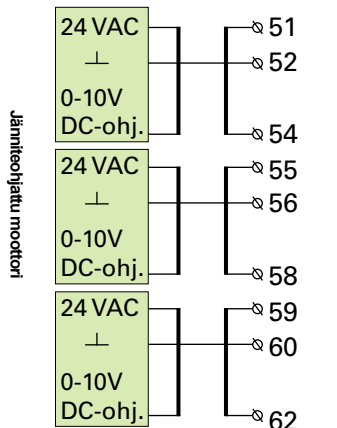 Jänniteohjattu moottori
24 VAC
51
⊥
52
0-10V
DC-ohj.
54
24 VAC
55
⊥
56
0-10V
DC-ohj.
58
24 VAC
59
⊥
60
0-10V
DC-ohj.
62